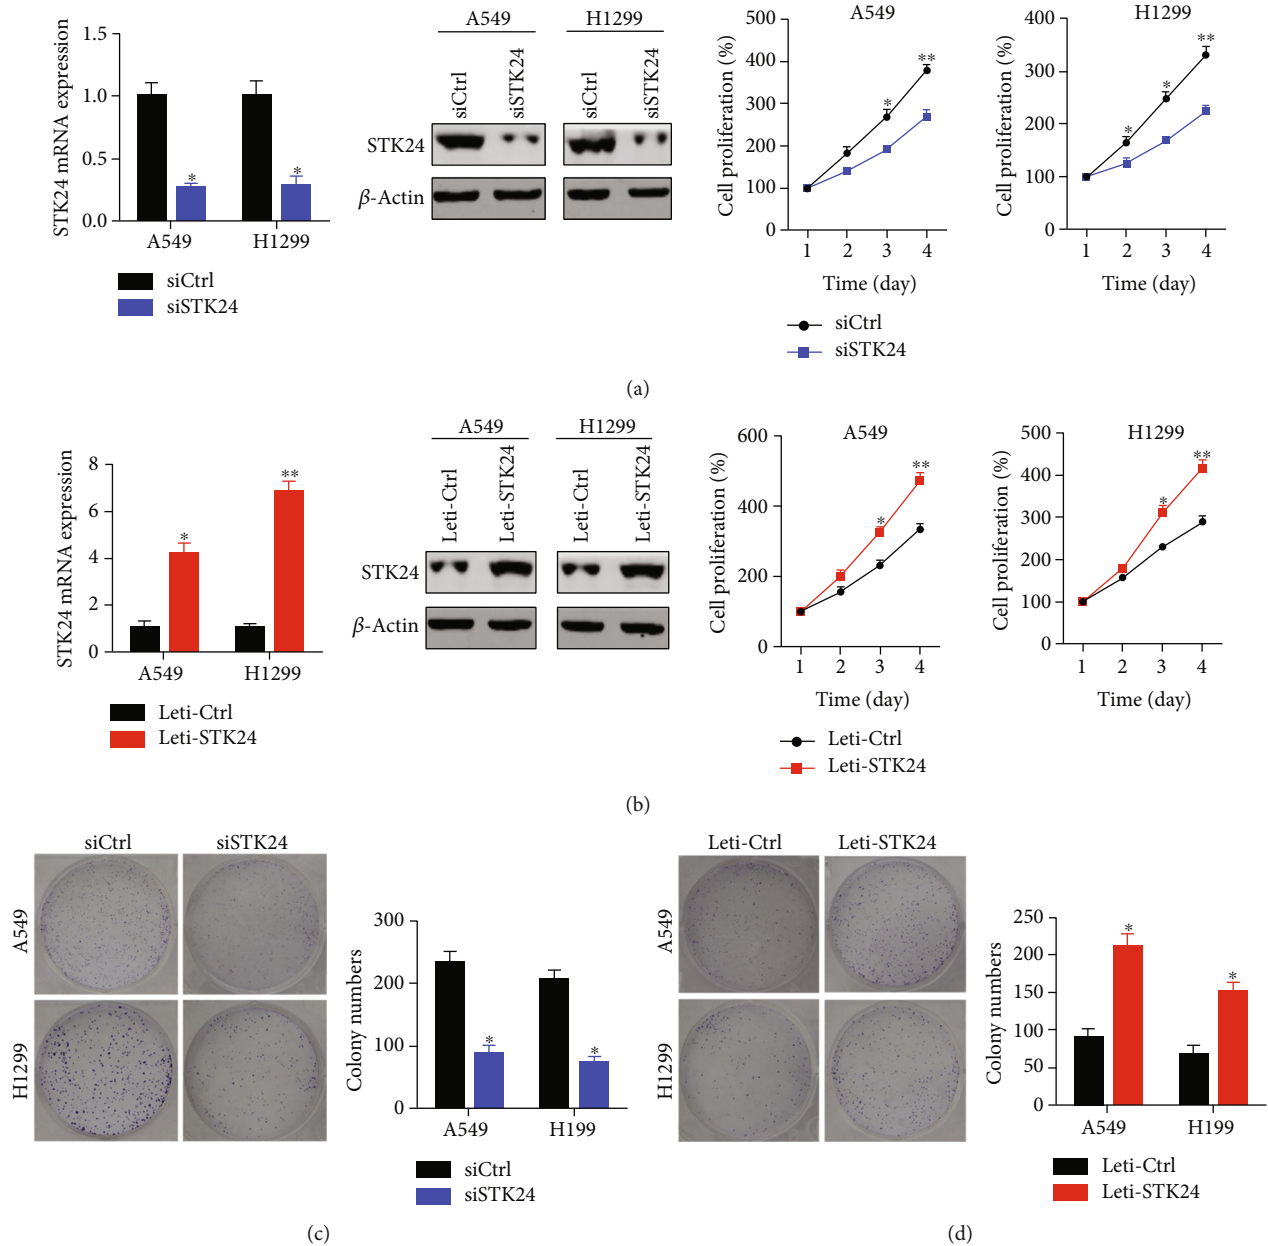 STK24 mRNA expression
1.5
1.0
0.5
0.0
*
*
A549
H1299
siCtrl
siSTK24
A549
H1299
siCtrl
siSTK24
siCtrl
siSTK24
STK24
β-Actin
A549
Cell proliferation (%)
500
400
300
200
100
0
*
**
1 2 3 4
Time (day)
siCtrl
siSTK24
H1299
Cell proliferation (%)
400
300
200
100
0
*
*
**
1 2 3 4
Time (day)
(a)
STK24 mRNA expression
8
6
4
2
0
*
**
A549
H1299
Leti-Ctrl
Leti-STK24
A549
H1299
Leti-Ctrl
Leti-STK24
Leti-Ctrl
Leti-STK24
STK24
β-Actin
A549
Cell proliferation (%)
600
400
200
0
*
**
1 2 3 4
Time (day)
Leti-Ctrl
Leti-STK24
H1299
Cell proliferation (%)
500
400
300
200
100
0
*
**
1 2 3 4
Time (day)
(b)
siCtrl
siSTK24
A549
H1299
Colony numbers
300
200
100
0
*
*
A549
H199
siCtrl
siSTK24
(c)
Leti-Ctrl
Leti-STK24
A549
H1299
Colony numbers
250
200
150
100
50
0
*
*
A549
H199
Leti-Ctrl
Leti-STK24
(d)